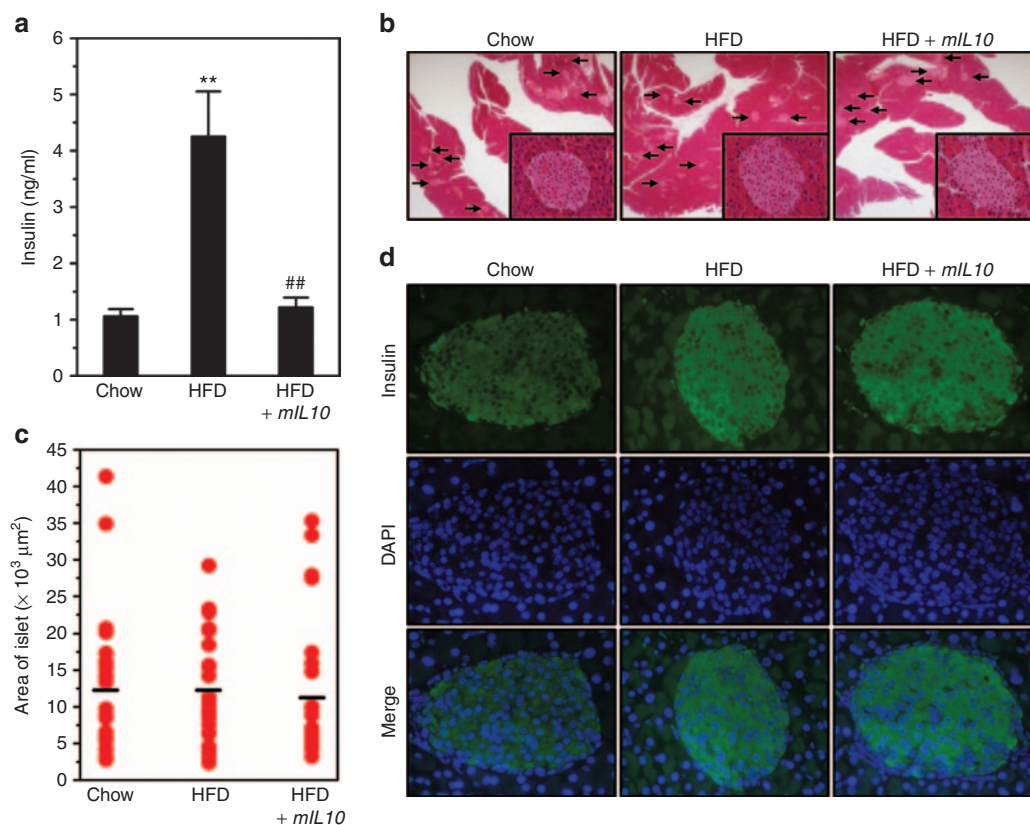 a
Insulin (ng/ml)
6
5
4
3
2
1
0
**
##
Chow
HFD
HFD
+ mIL10
b
Chow
HFD
HFD + mIL10
c
Area of islet (× 10³ μm²)
45
40
35
30
25
20
15
10
5
0
Chow
HFD
HFD
+ mIL10
d
Chow
HFD
HFD + mIL10
Insulin
DAPI
Merge